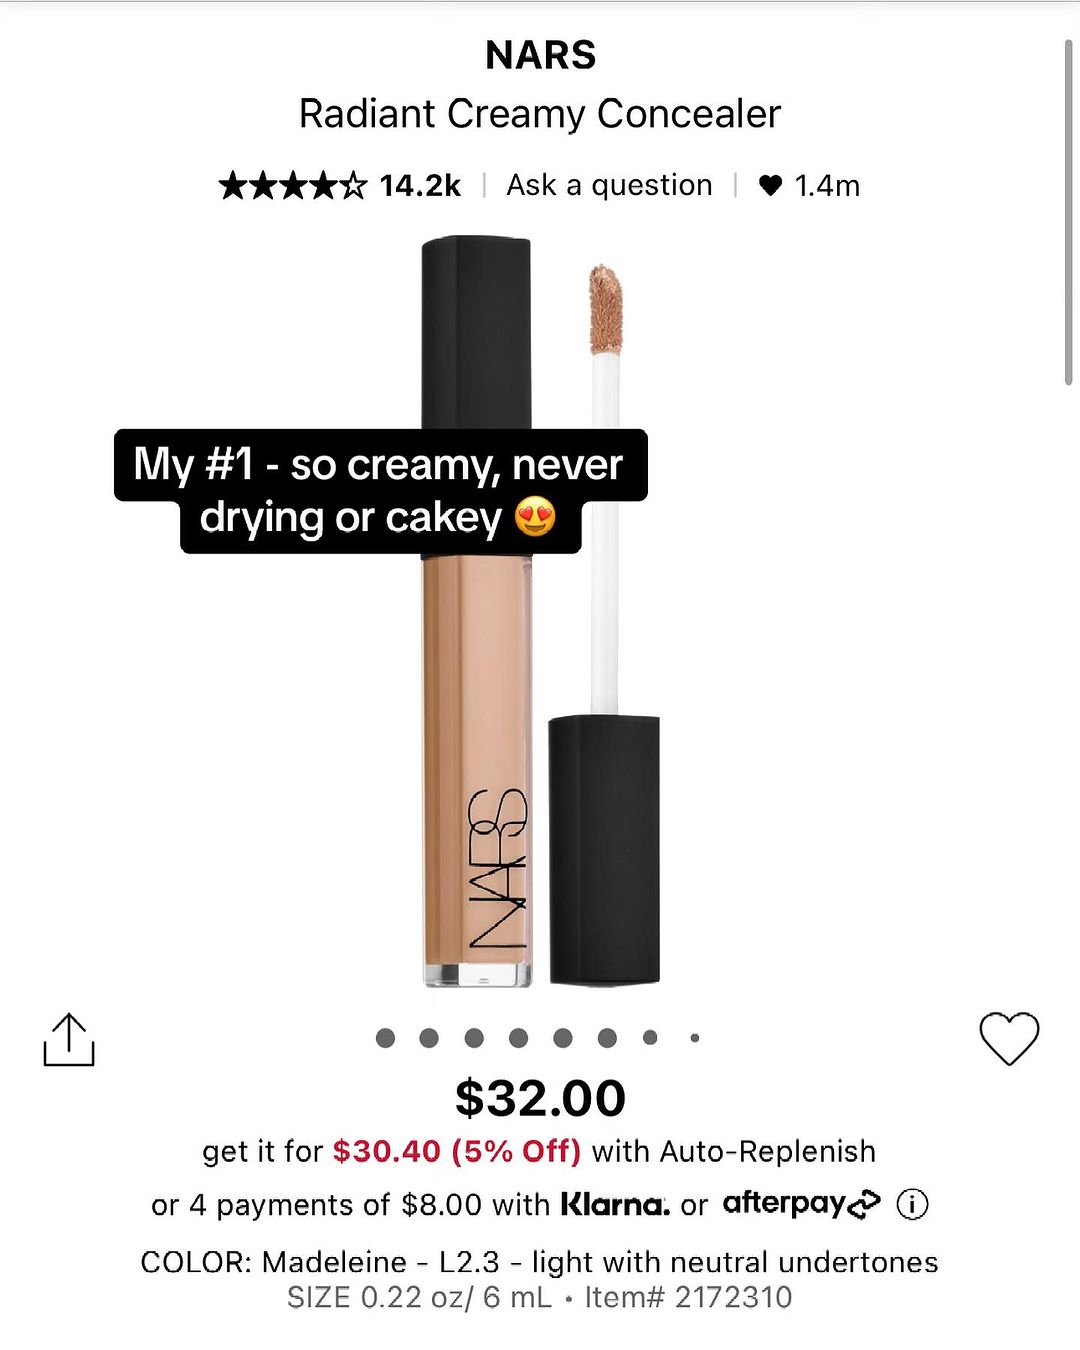 NARS
Radiant Creamy Concealer
★★★★☆ 14.2k | Ask a question | ♥ 1.4m
My #1 - so creamy, never
drying or cakey 😍
NARS
$32.00
get it for $30.40 (5% Off) with Auto-Replenish
or 4 payments of $8.00 with Klarna. or afterpay ⓘ
COLOR: Madeleine - L2.3 - light with neutral undertones
SIZE 0.22 oz/ 6 mL • Item# 2172310